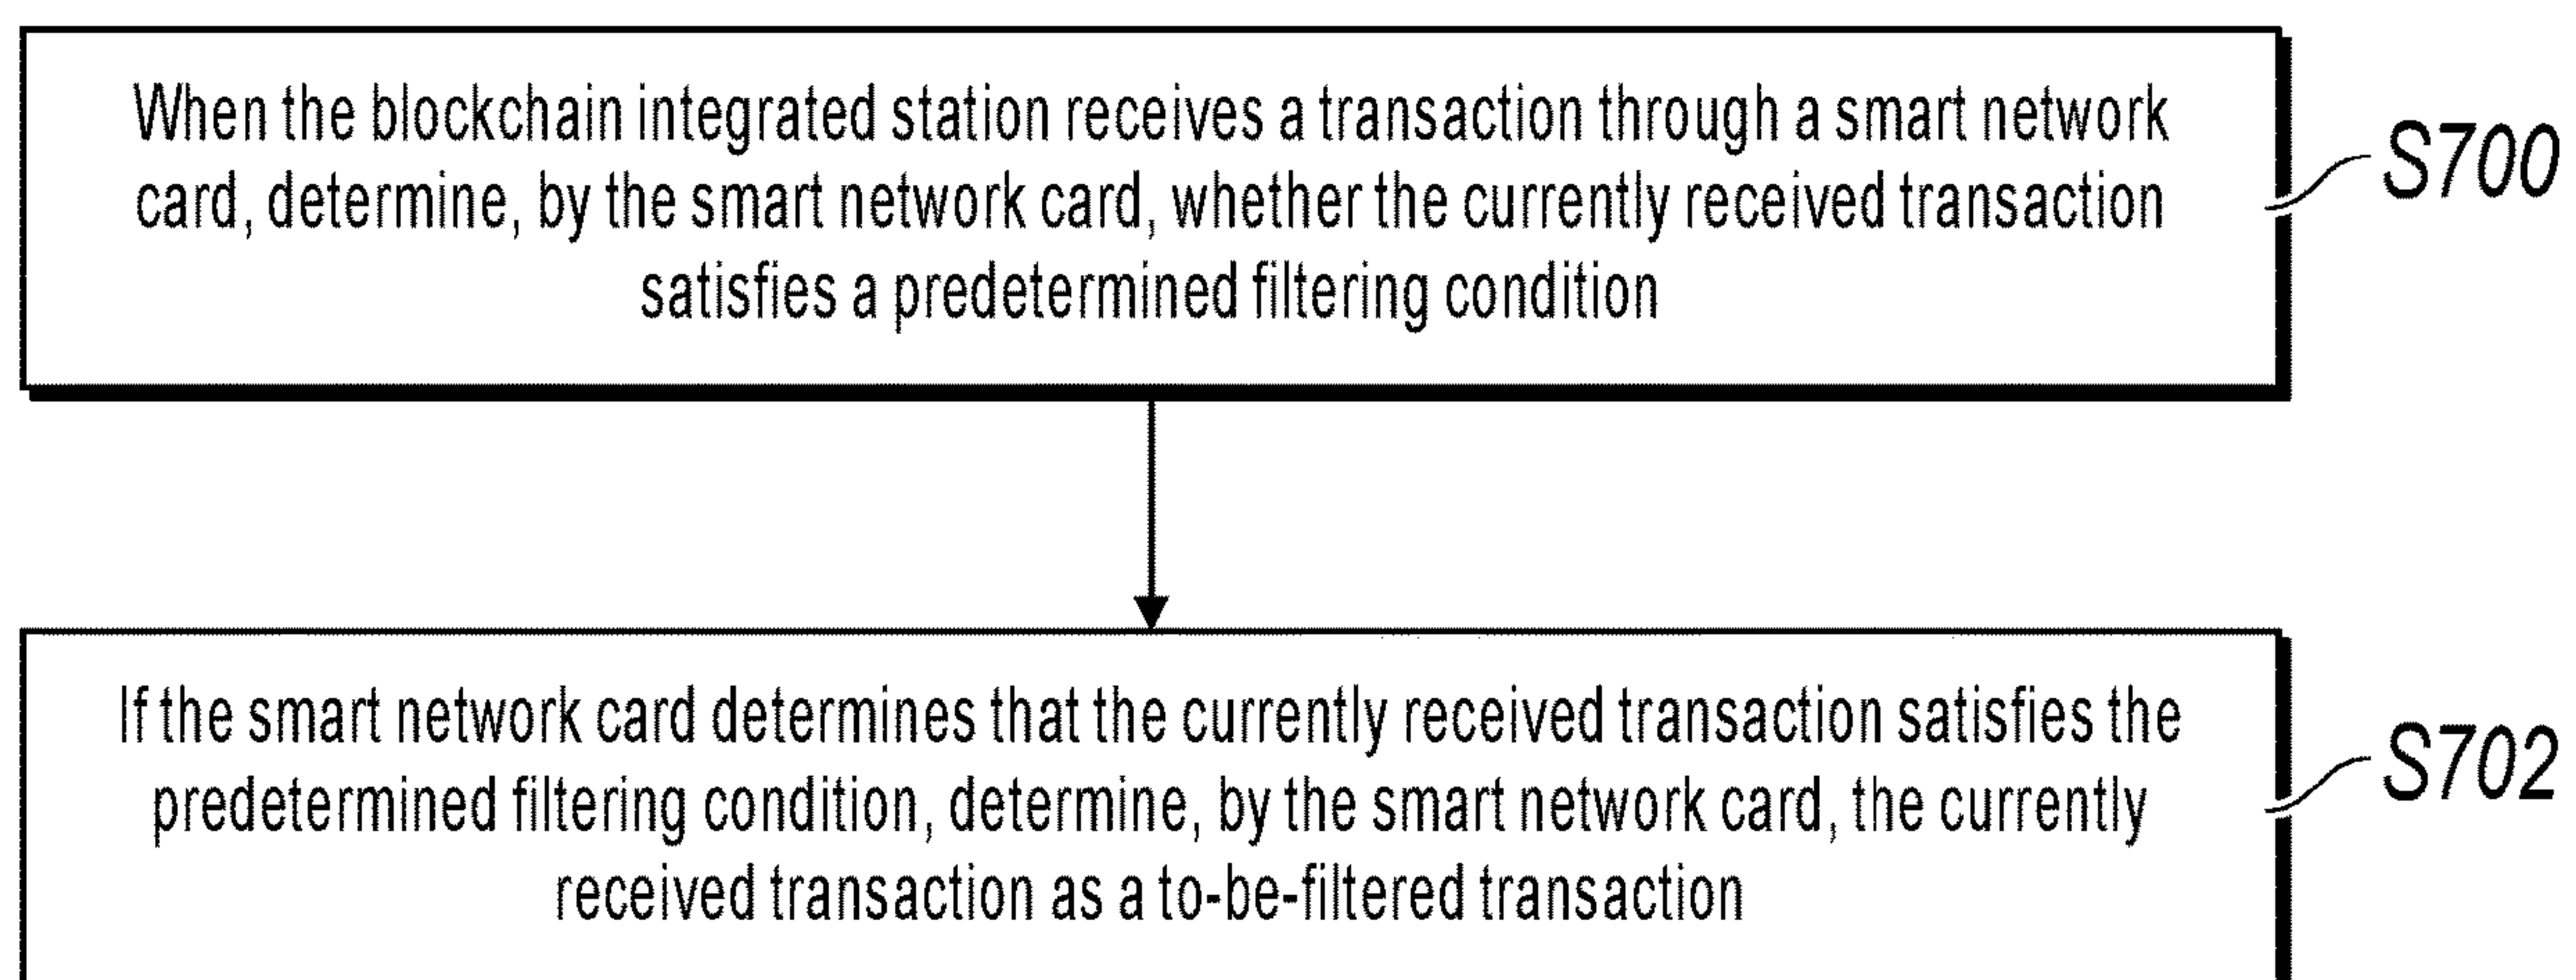 When the blockchain integrated station receives a transaction through a smart network
card, determine, by the smart network card, whether the currently received transaction
satisfies a predetermined filtering condition
S700
If the smart network card determines that the currently received transaction satisfies the
predetermined filtering condition, determine, by the smart network card, the currently
received transaction as a to-be-filtered transaction
S702